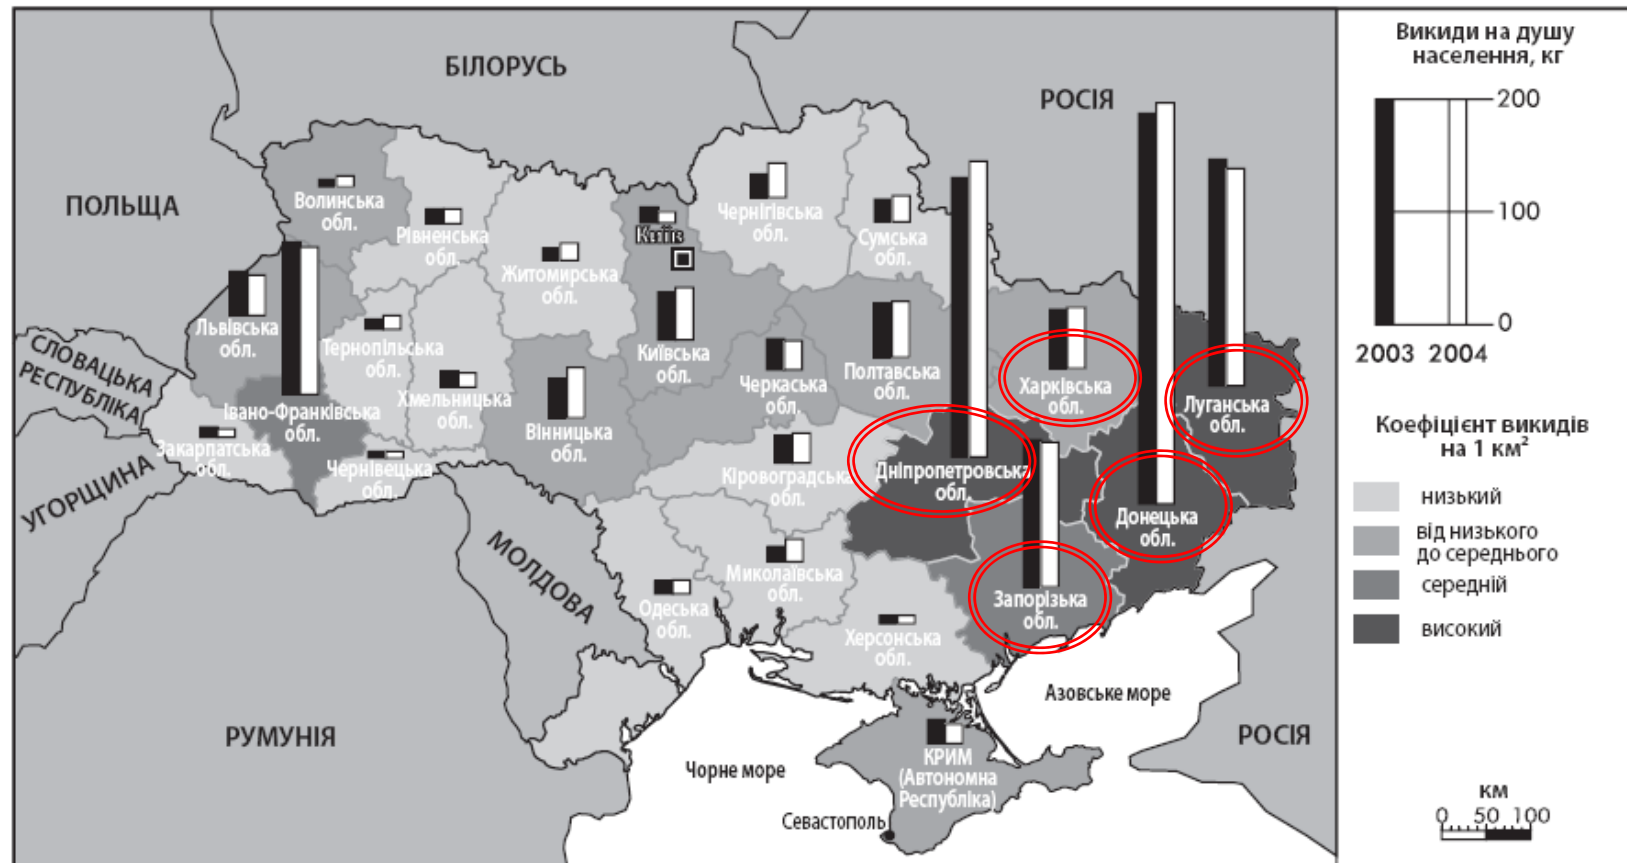 БІЛОРУСЬ
РОСІЯ
ПОЛЬЩА
Волинська
обл.
Рівненська
обл.
Житомирська
обл.
Київ
Чернігівська
обл.
Сумська
обл.
Львівська
обл.
Тернопільська
обл.
Хмельницька
обл.
Київська
обл.
Черкаська
обл.
Полтавська
обл.
Харківська
обл.
Луганська
обл.
СЛОВАЦЬКА
РЕСПУБЛІКА
Івано-Франківська
обл.
Закарпатська
обл.
Чернівецька
обл.
Вінницька
обл.
Кіровоградська
обл.
Дніпропетровська
обл.
Донецька
обл.
УГОРЩИНА
МОЛДОВА
Одеська
обл.
Миколаївська
обл.
Херсонська
обл.
Запорізька
обл.
РУМУНІЯ
Чорне море
Азовське море
КРИМ
(Автономна
Республіка)
Севастополь
РОСІЯ
Викиди на душу
населення, кг
200
100
0
2003 2004
Коефіцієнт викидів
на 1 км²
низький
від низького
до середнього
середній
високий
км
0 50 100